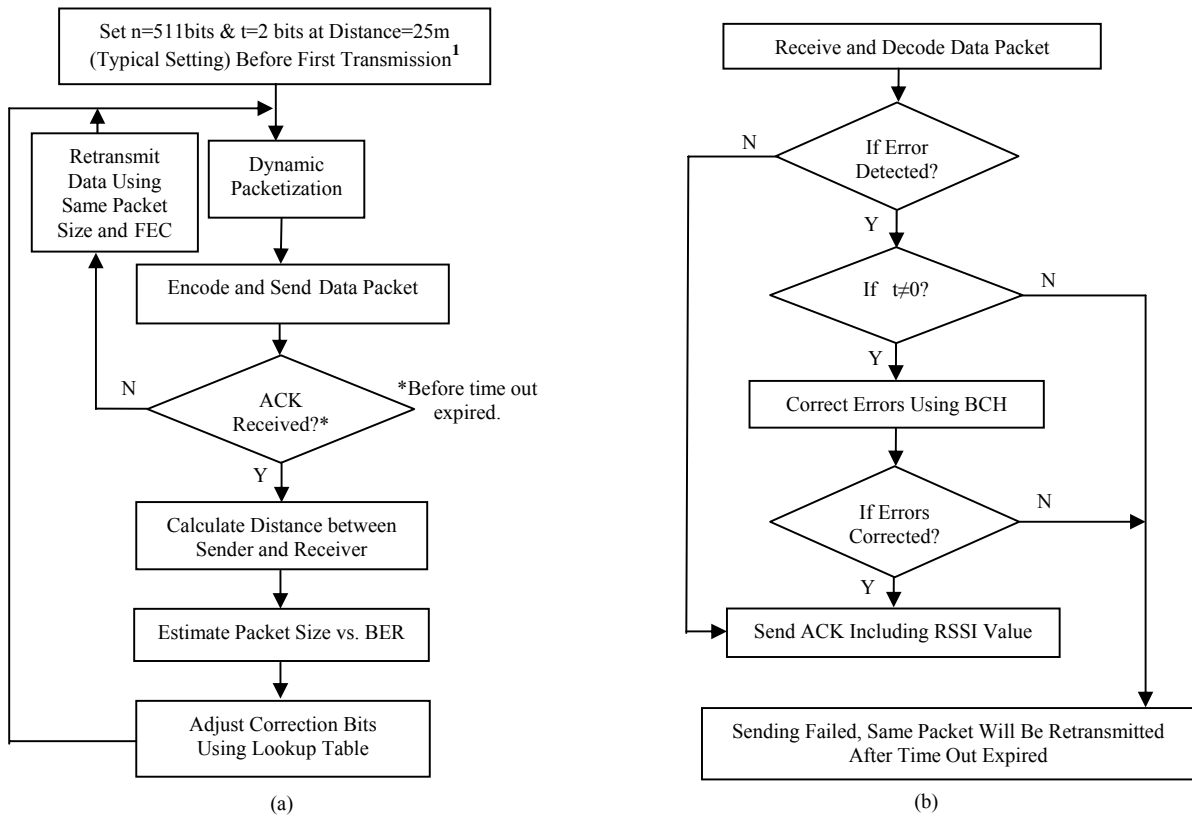 Set n=511bits & t=2 bits at Distance=25m
(Typical Setting) Before First Transmission1
Retransmit
Data Using
Same Packet
Size and FEC
Dynamic
Packetization
Encode and Send Data Packet
N
ACK
Received?*
*Before time out
expired.
Y
Calculate Distance between
Sender and Receiver
Estimate Packet Size vs. BER
Adjust Correction Bits
Using Lookup Table
(a)
Receive and Decode Data Packet
N
If Error
Detected?
Y
If t≠0?
N
Y
Correct Errors Using BCH
If Errors
Corrected?
N
Y
Send ACK Including RSSI Value
Sending Failed, Same Packet Will Be Retransmitted
After Time Out Expired
(b)